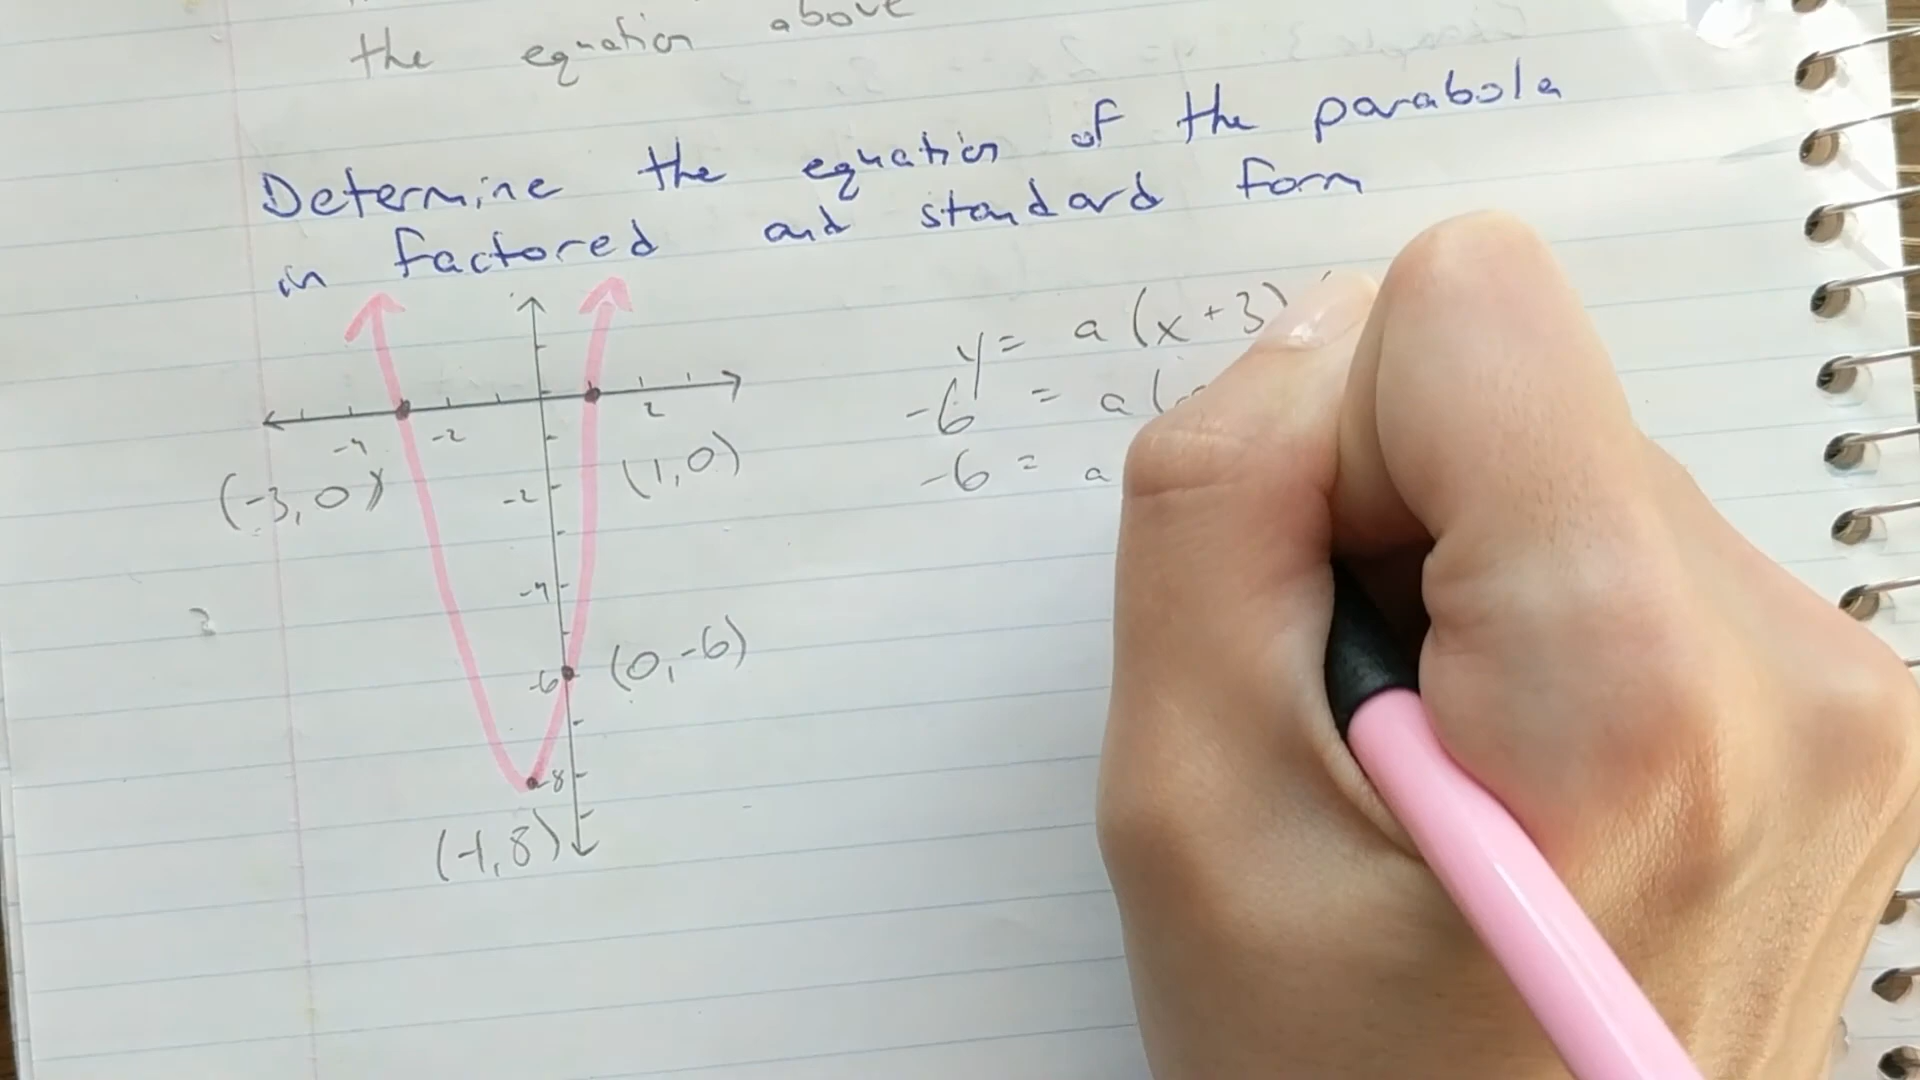 the equation above
Determine the equation of the parabola
in factored and standard form
y = a (x + 3)
-6 = a (
-6 = a
-4
-2
2
(-3, 0)
(1, 0)
-2
-4
-6
(0, -6)
-8
(-1, 8)